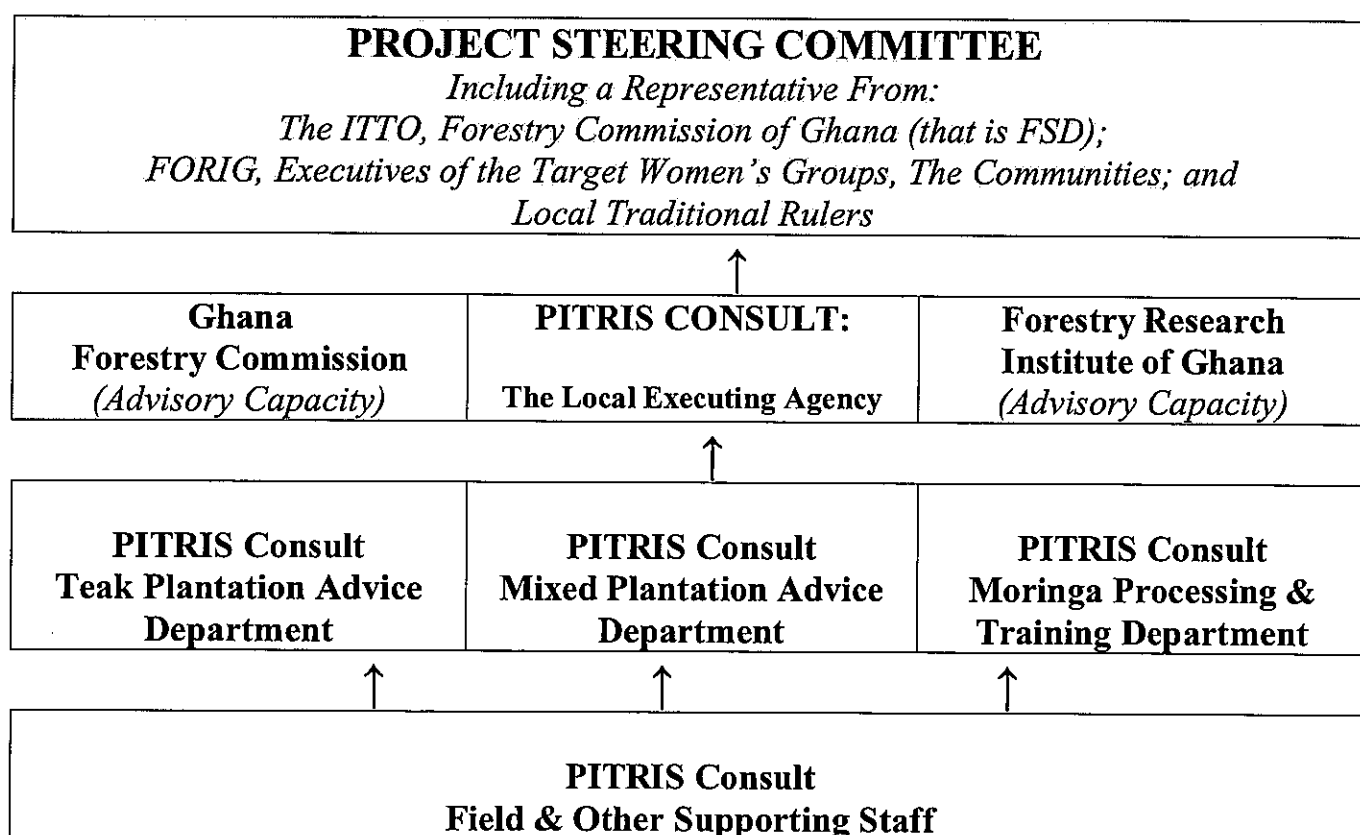 PROJECT STEERING COMMITTEE
Including a Representative From:
The ITTO, Forestry Commission of Ghana (that is FSD);
FORIG, Executives of the Target Women's Groups, The Communities; and
Local Traditional Rulers
Ghana
Forestry Commission
(Advisory Capacity)
PITRIS CONSULT:
The Local Executing Agency
Forestry Research
Institute of Ghana
(Advisory Capacity)
PITRIS Consult
Teak Plantation Advice
Department
PITRIS Consult
Mixed Plantation Advice
Department
PITRIS Consult
Moringa Processing &
Training Department
PITRIS Consult
Field & Other Supporting Staff